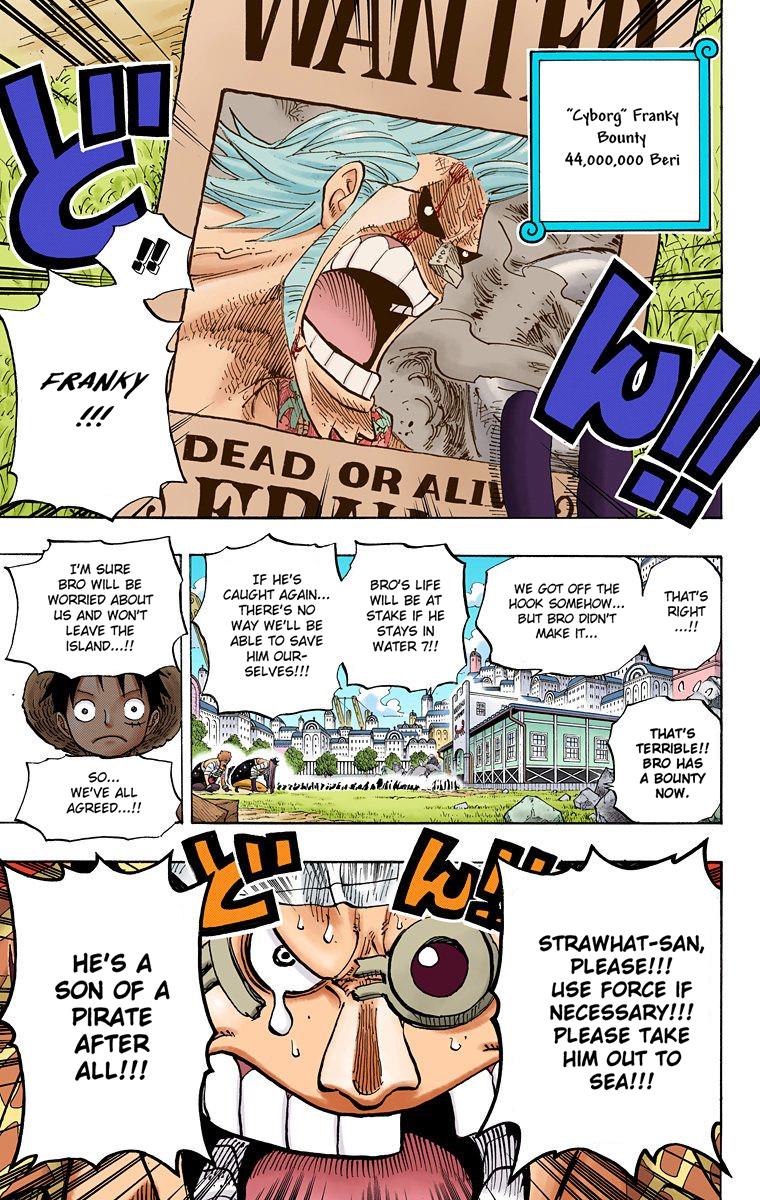 WANTED
"Cyborg" Franky
Bounty
44,000,000 Beri
どん!!
!!
FRANKY
!!!
DEAD OR ALIVE
THAT'S
RIGHT
...!!
WE GOT OFF THE
HOOK SOMEHOW...
BUT BRO DIDN'T
MAKE IT...
THAT'S
TERRIBLE!!
BRO HAS
A BOUNTY
NOW.
BRO'S LIFE
WILL BE AT
STAKE IF HE
STAYS IN
WATER 7!!
IF HE'S
CAUGHT AGAIN...
THERE'S NO
WAY WE'LL BE
ABLE TO SAVE
HIM OUR-
SELVES!!!
I'M SURE
BRO WILL BE
WORRIED ABOUT
US AND WON'T
LEAVE THE
ISLAND...!!
SO...
WE'VE ALL
AGREED...!!
どん!!
STRAWHAT-SAN,
PLEASE!!!
USE FORCE IF
NECESSARY!!!
PLEASE TAKE
HIM OUT TO
SEA!!!
HE'S A
SON OF A
PIRATE
AFTER
ALL!!!